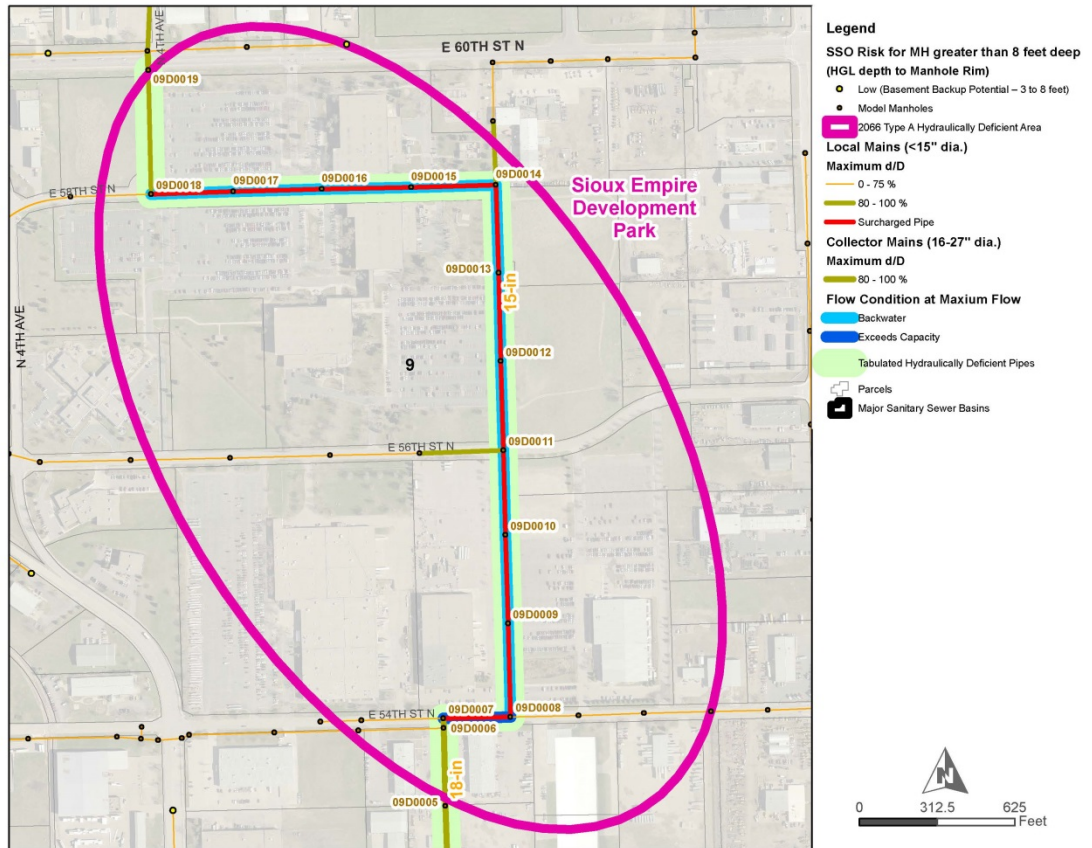 N 4TH AVE
E 60TH ST N
09D0019
09D0014
09D0015
09D0016
09D0017
09D0018
E 58TH ST N
Sioux Empire
Development
Park
09D0013
15-in
N 4TH AVE
09D0012
9
09D0011
E 56TH ST N
09D0010
09D0009
09D0008
09D0007
E 54TH ST N
09D0006
18-in
09D0005
Legend
SSO Risk for MH greater than 8 feet deep
(HGL depth to Manhole Rim)
Low (Basement Backup Potential – 3 to 8 feet)
Model Manholes
2066 Type A Hydraulically Deficient Area
Local Mains (<15" dia.)
Maximum d/D
0 - 75 %
80 - 100 %
Surcharged Pipe
Collector Mains (16-27" dia.)
Maximum d/D
80 - 100 %
Flow Condition at Maxium Flow
Backwater
Exceeds Capacity
Tabulated Hydraulically Deficient Pipes
Parcels
Major Sanitary Sewer Basins
N
0 312.5 625
Feet